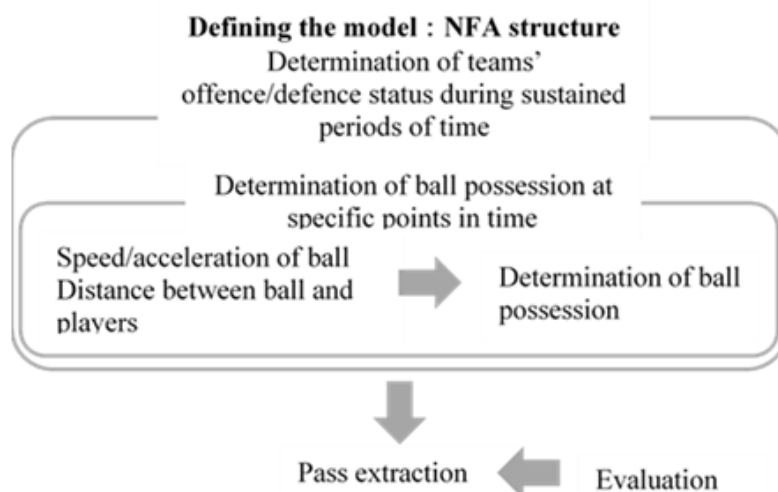 Defining the model : NFA structure
Determination of teams'
offence/defence status during sustained
periods of time
Determination of ball possession at
specific points in time
Speed/acceleration of ball
Distance between ball and
players
Determination of ball
possession
Pass extraction
Evaluation